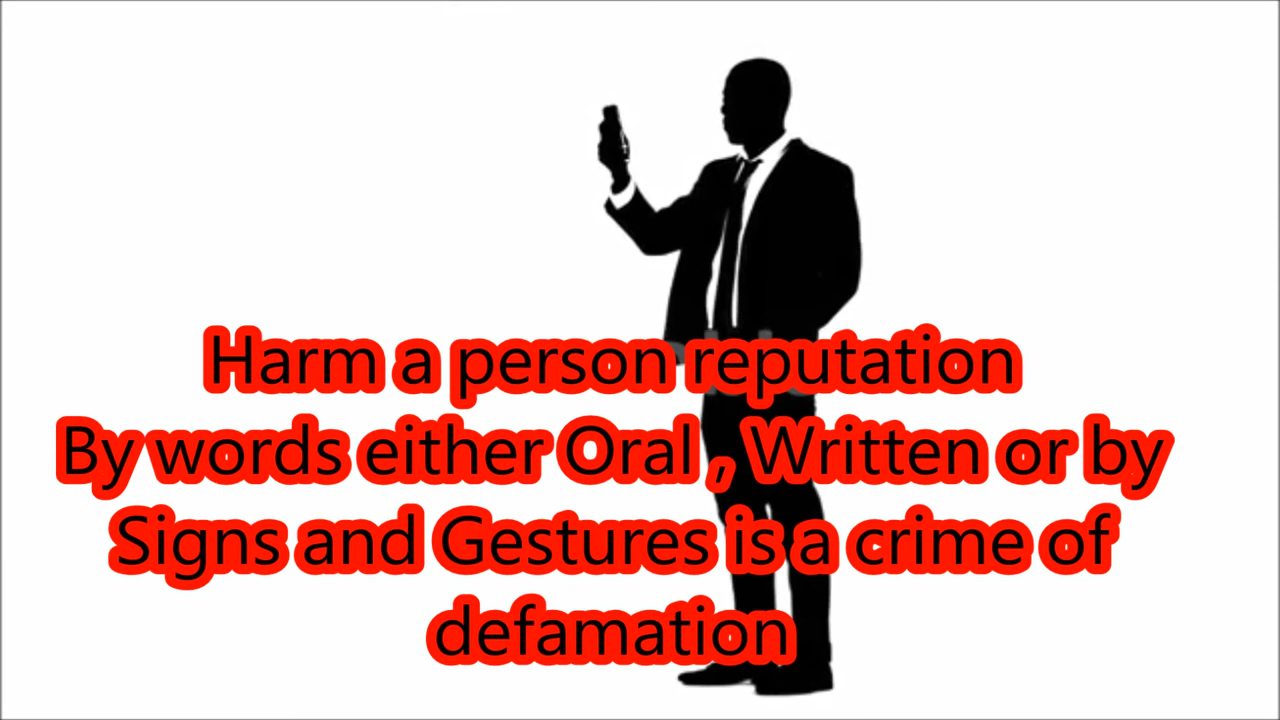 Harm a person reputation
By words either Oral , Written or by
Signs and Gestures is a crime of
defamation